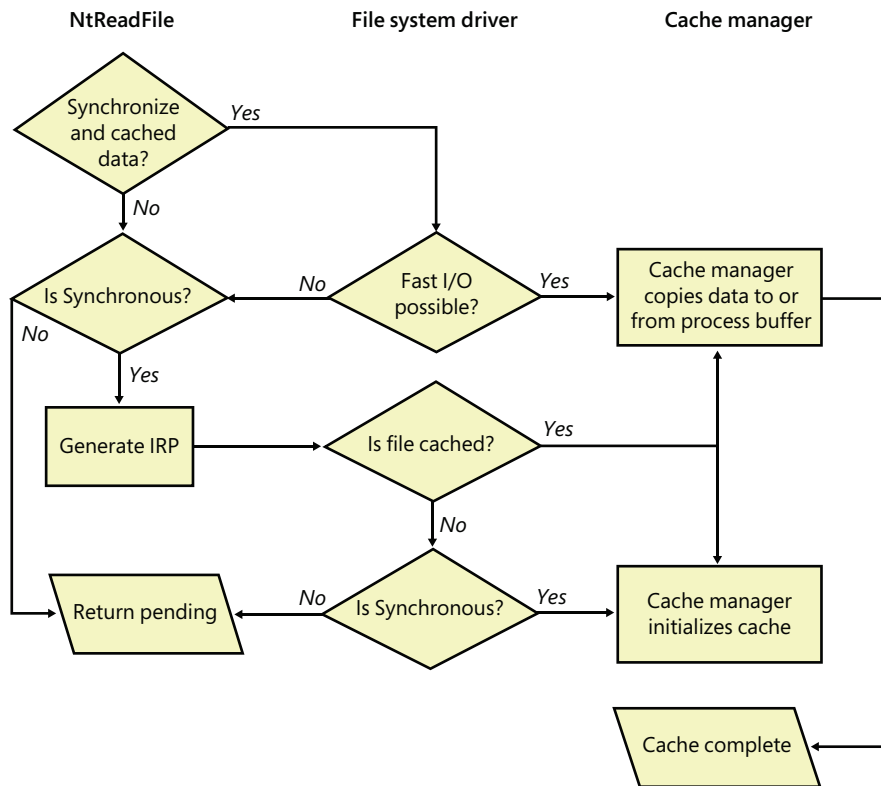 NtReadFile
File system driver
Cache manager
Synchronize
and cached
data?
Yes
No
Is Synchronous?
No
Fast I/O
possible?
Yes
Cache manager
copies data to or
from process buffer
No
Yes
Generate IRP
Is file cached?
Yes
No
Return pending
No
Is Synchronous?
Yes
Cache manager
initializes cache
Cache complete